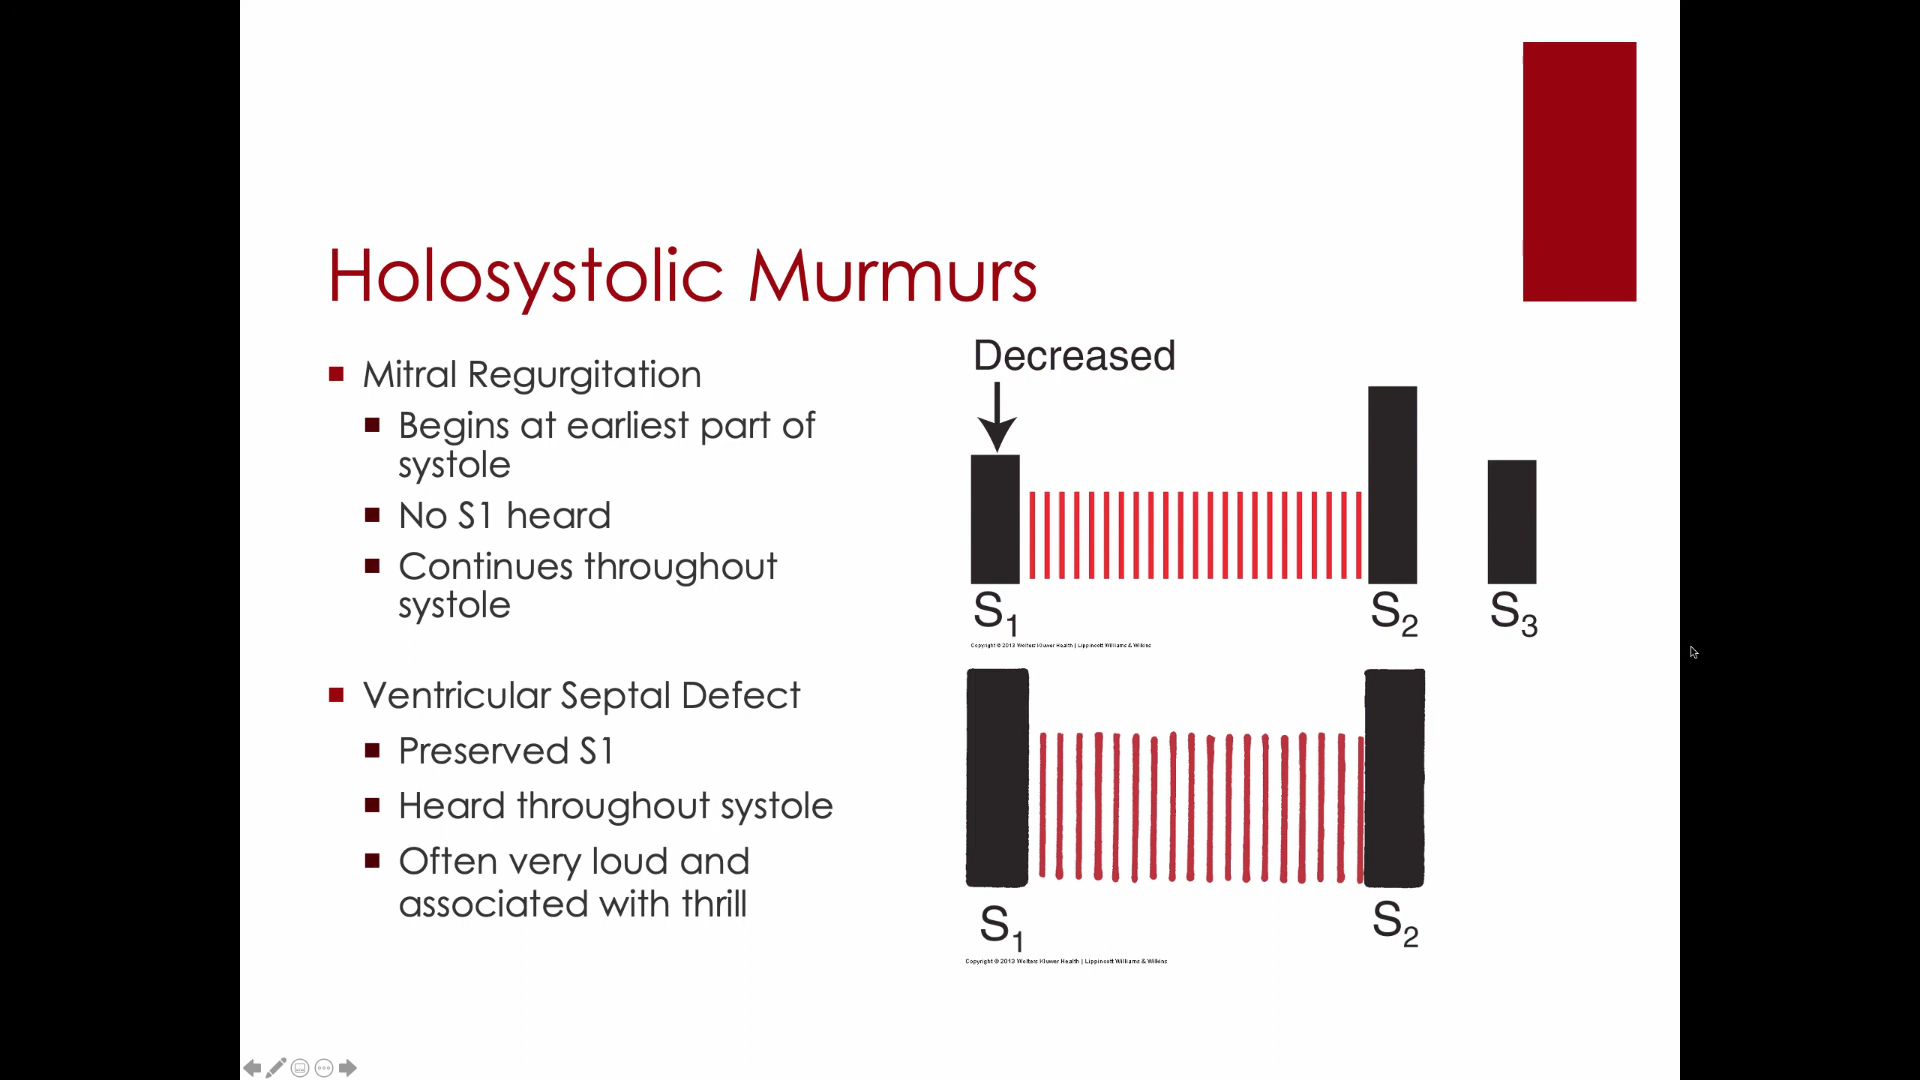 Holosystolic Murmurs
Mitral Regurgitation
Begins at earliest part of
systole
No S1 heard
Continues throughout
systole
Ventricular Septal Defect
Preserved S1
Heard throughout systole
Often very loud and
associated with thrill
Decreased
S1 S2 S3
Copyright © 2013 Wolters Kluwer Health | Lippincott Williams & Wilkins
S1 S2
Copyright © 2013 Wolters Kluwer Health | Lippincott Williams & Wilkins